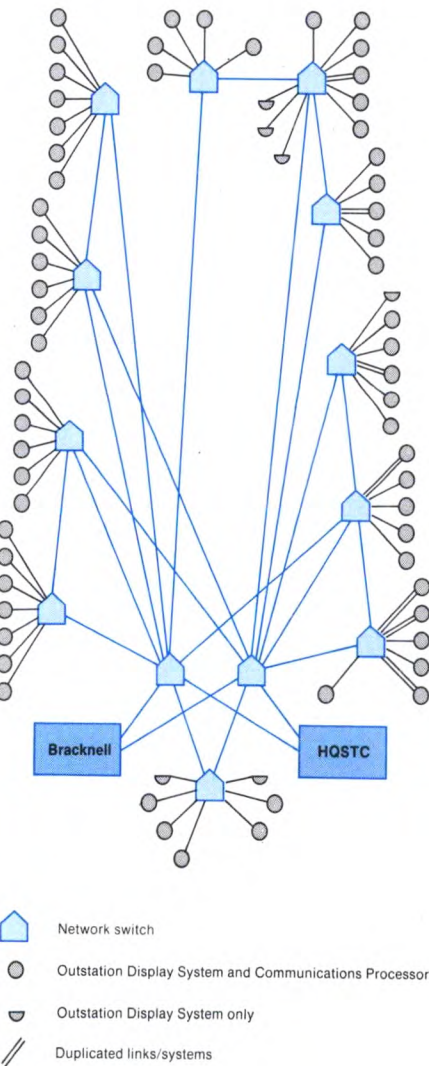 Bracknell
HQSTC
Network switch
Outstation Display System and Communications Processor
Outstation Display System only
Duplicated links/systems